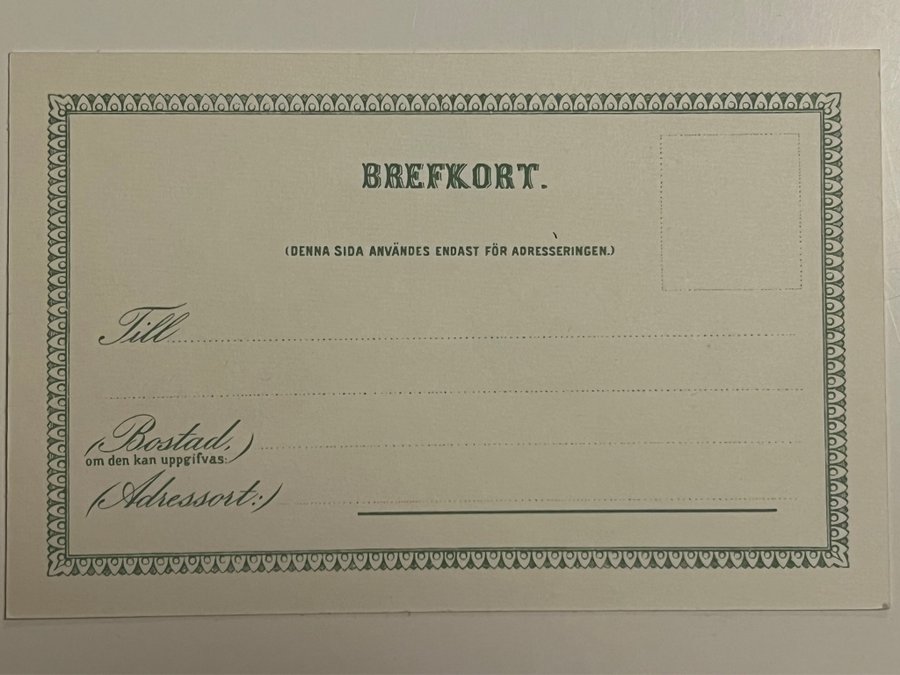 BREFKORT.
(DENNA SIDA ANVÄNDES ENDAST FÖR ADRESSERINGEN.)
Till
(Bostad,
om den kan uppgifvas:)
(Adressort:)